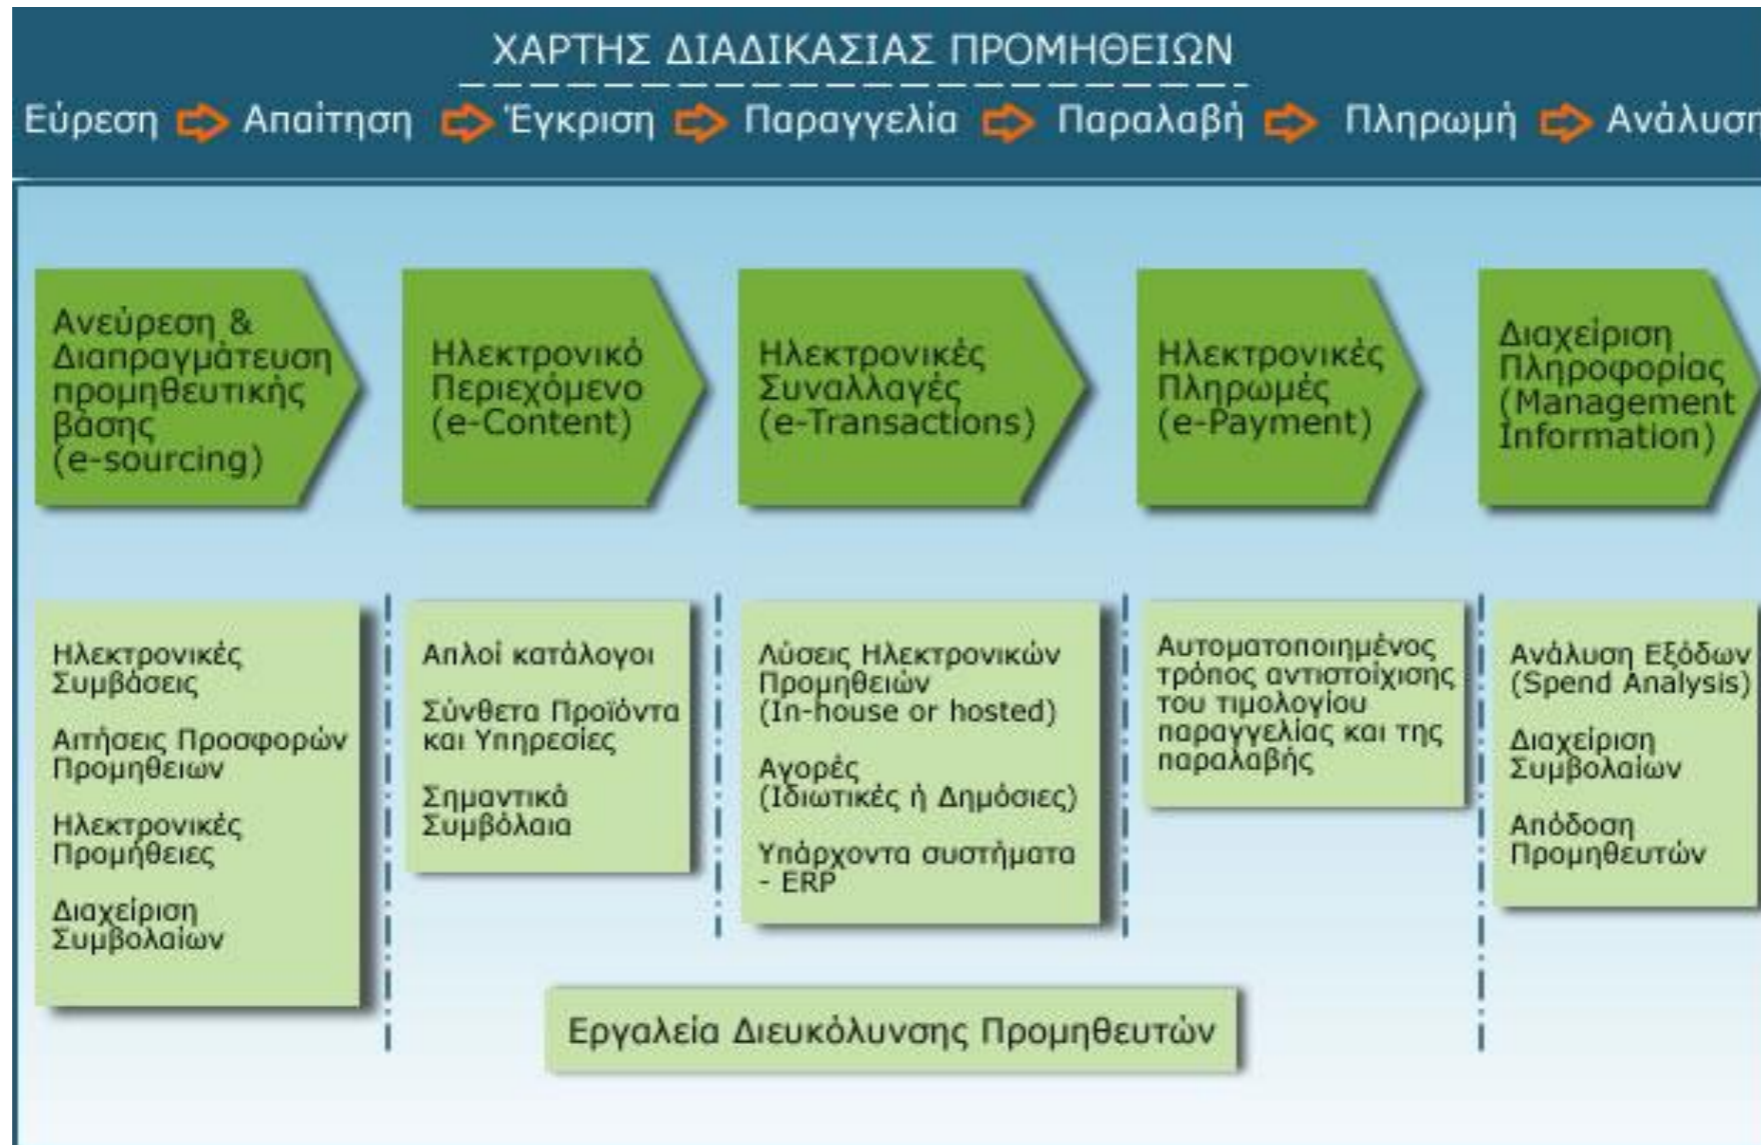 ΧΑΡΤΗΣ ΔΙΑΔΙΚΑΣΙΑΣ ΠΡΟΜΗΘΕΙΩΝ
Εύρεση Απαίτηση Έγκριση Παραγγελία Παραλαβή Πληρωμή Ανάλυση
Ανεύρεση &
Διαπραγμάτευση
προμηθευτικής
βάσης
(e-sourcing)
Ηλεκτρονικό
Περιεχόμενο
(e-Content)
Ηλεκτρονικές
Συναλλαγές
(e-Transactions)
Ηλεκτρονικές
Πληρωμές
(e-Payment)
Διαχείριση
Πληροφορίας
(Management
Information)
Ηλεκτρονικές
Συμβάσεις
Αιτήσεις Προσφορών
Προμηθειων
Ηλεκτρονικές
Προμήθειες
Διαχείριση
Συμβολαίων
Απλοί κατάλογοι
Σύνθετα Προϊόντα
και Υπηρεσίες
Σημαντικά
Συμβόλαια
Λύσεις Ηλεκτρονικών
Προμηθειών
(In-house or hosted)
Αγορές
(Ιδιωτικές ή Δημόσιες)
Υπάρχοντα συστήματα
- ERP
Αυτοματοποιημένος
τρόπος αντιστοίχισης
του τιμολογίου
παραγγελίας και της
παραλαβής
Ανάλυση Εξόδων
(Spend Analysis)
Διαχείριση
Συμβολαίων
Απόδοση
Προμηθευτών
Εργαλεία Διευκόλυνσης Προμηθευτών